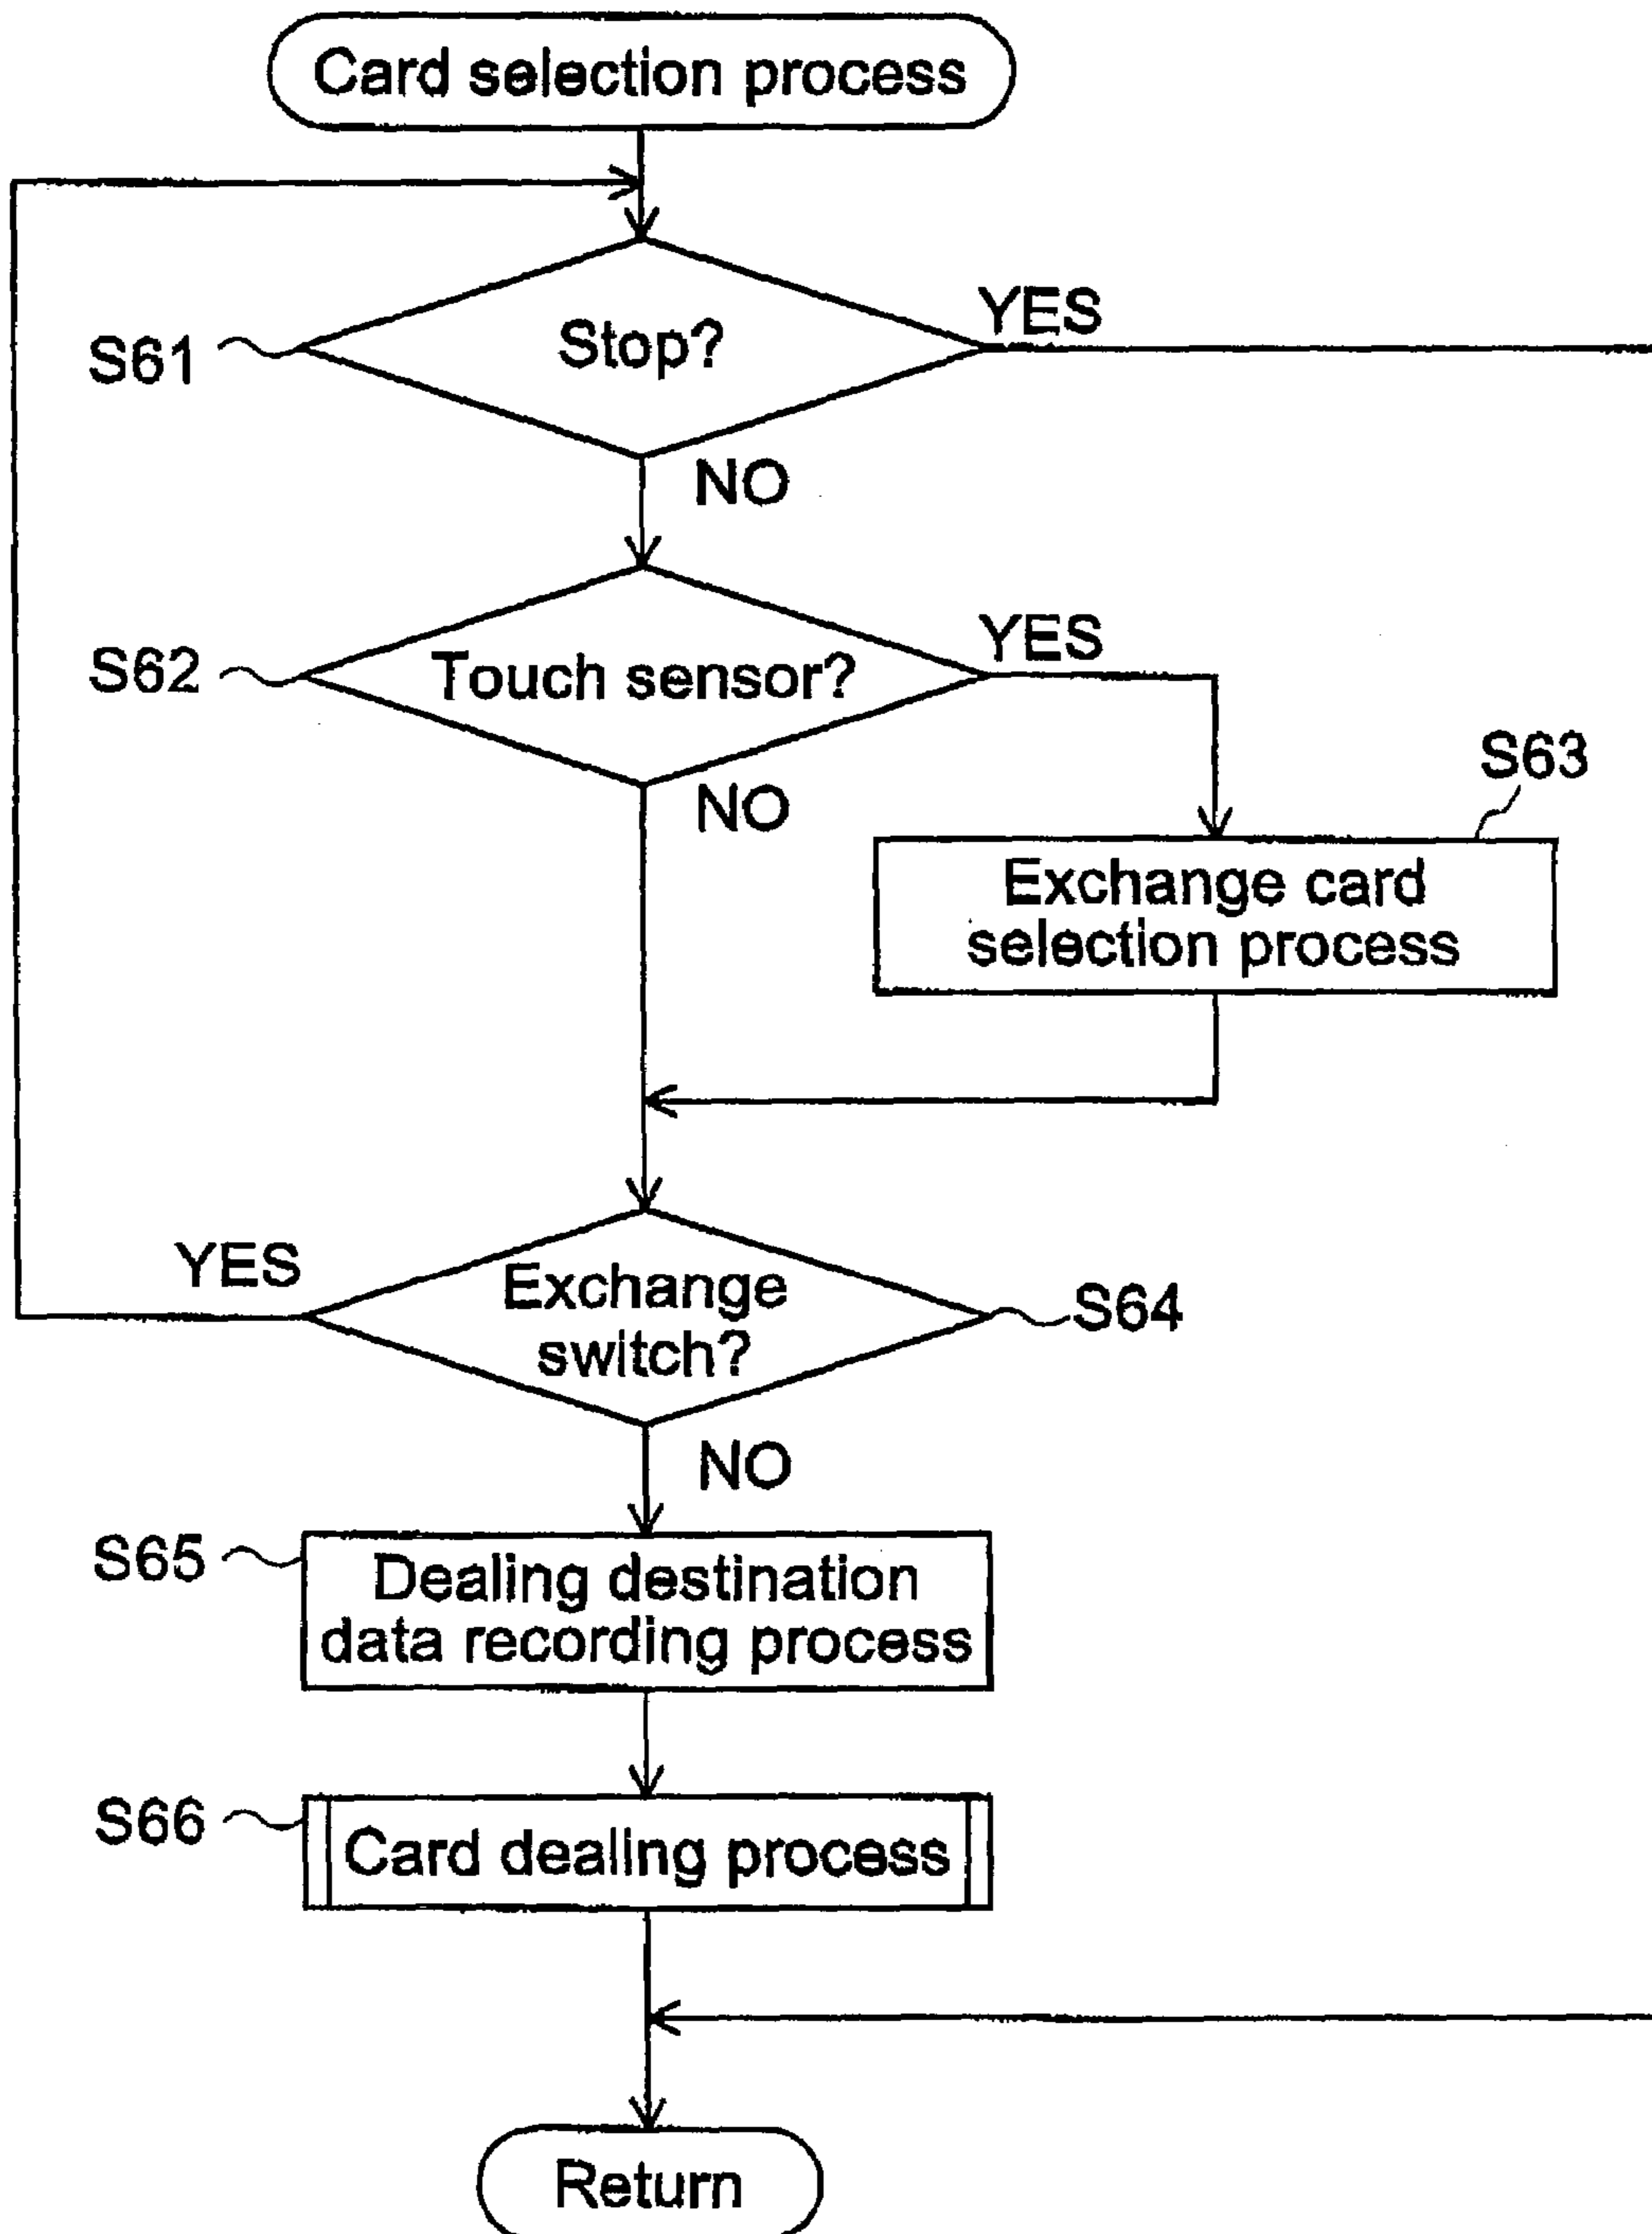 Card selection process
YES
S61
Stop?
NO
YES
S62
Touch sensor?
NO
S63
Exchange card
selection process
YES
Exchange
switch?
S64
NO
S65
Dealing destination
data recording process
S66
Card dealing process
Return